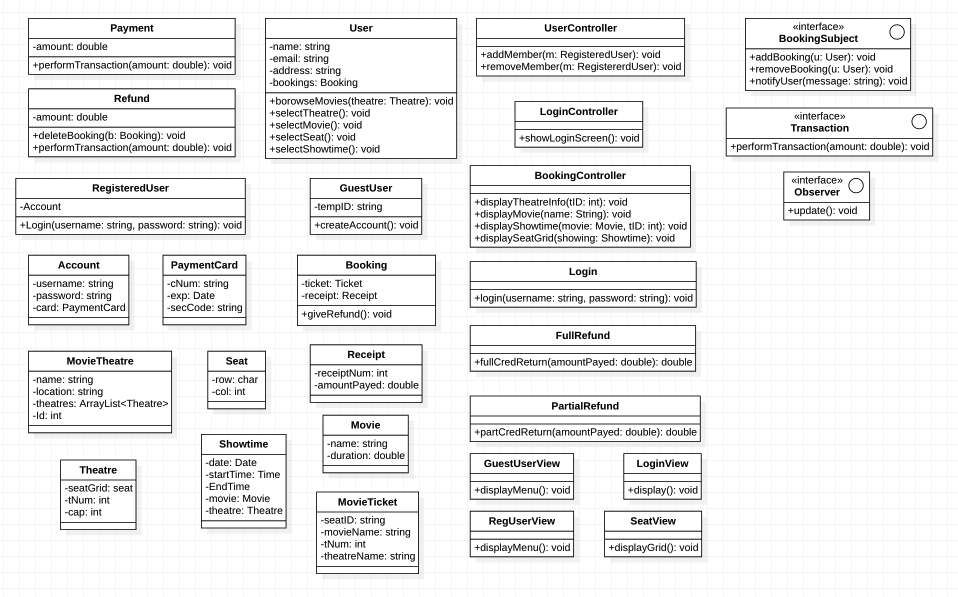 Payment
-amount: double
+performTransaction(amount: double): void
Refund
-amount: double
+deleteBooking(b: Booking): void
+performTransaction(amount: double): void
User
-name: string
-email: string
-address: string
-bookings: Booking
+borowseMovies(theatre: Theatre): void
+selectTheatre(): void
+selectMovie(): void
+selectSeat(): void
+selectShowtime(): void
UserController
+addMember(m: RegisteredUser): void
+removeMember(m: RegistererdUser): void
LoginController
+showLoginScreen(): void
«interface»
BookingSubject
+addBooking(u: User): void
+removeBooking(u: User): void
+notifyUser(message: string): void
«interface»
Transaction
+performTransaction(amount: double): void
«interface»
Observer
+update(): void
RegisteredUser
-Account
+Login(username: string, password: string): void
GuestUser
-tempID: string
+createAccount(): void
BookingController
+displayTheatreInfo(tID: int): void
+displayMovie(name: String): void
+displayShowtime(movie: Movie, tID: int): void
+displaySeatGrid(showing: Showtime): void
Account
-username: string
-password: string
-card: PaymentCard
PaymentCard
-cNum: string
-exp: Date
-secCode: string
Booking
-ticket: Ticket
-receipt: Receipt
+giveRefund(): void
Login
+login(username: string, password: string): void
FullRefund
+fullCredReturn(amountPayed: double): double
MovieTheatre
-name: string
-location: string
-theatres: ArrayList<Theatre>
-Id: int
Seat
-row: char
-col: int
Receipt
-receiptNum: int
-amountPayed: double
PartialRefund
+partCredReturn(amountPayed: double): double
Movie
-name: string
-duration: double
Theatre
-seatGrid: seat
-tNum: int
-cap: int
Showtime
-date: Date
-startTime: Time
-EndTime
-movie: Movie
-theatre: Theatre
MovieTicket
-seatID: string
-movieName: string
-tNum: int
-theatreName: string
GuestUserView
+displayMenu(): void
LoginView
+display(): void
RegUserView
+displayMenu(): void
SeatView
+displayGrid(): void